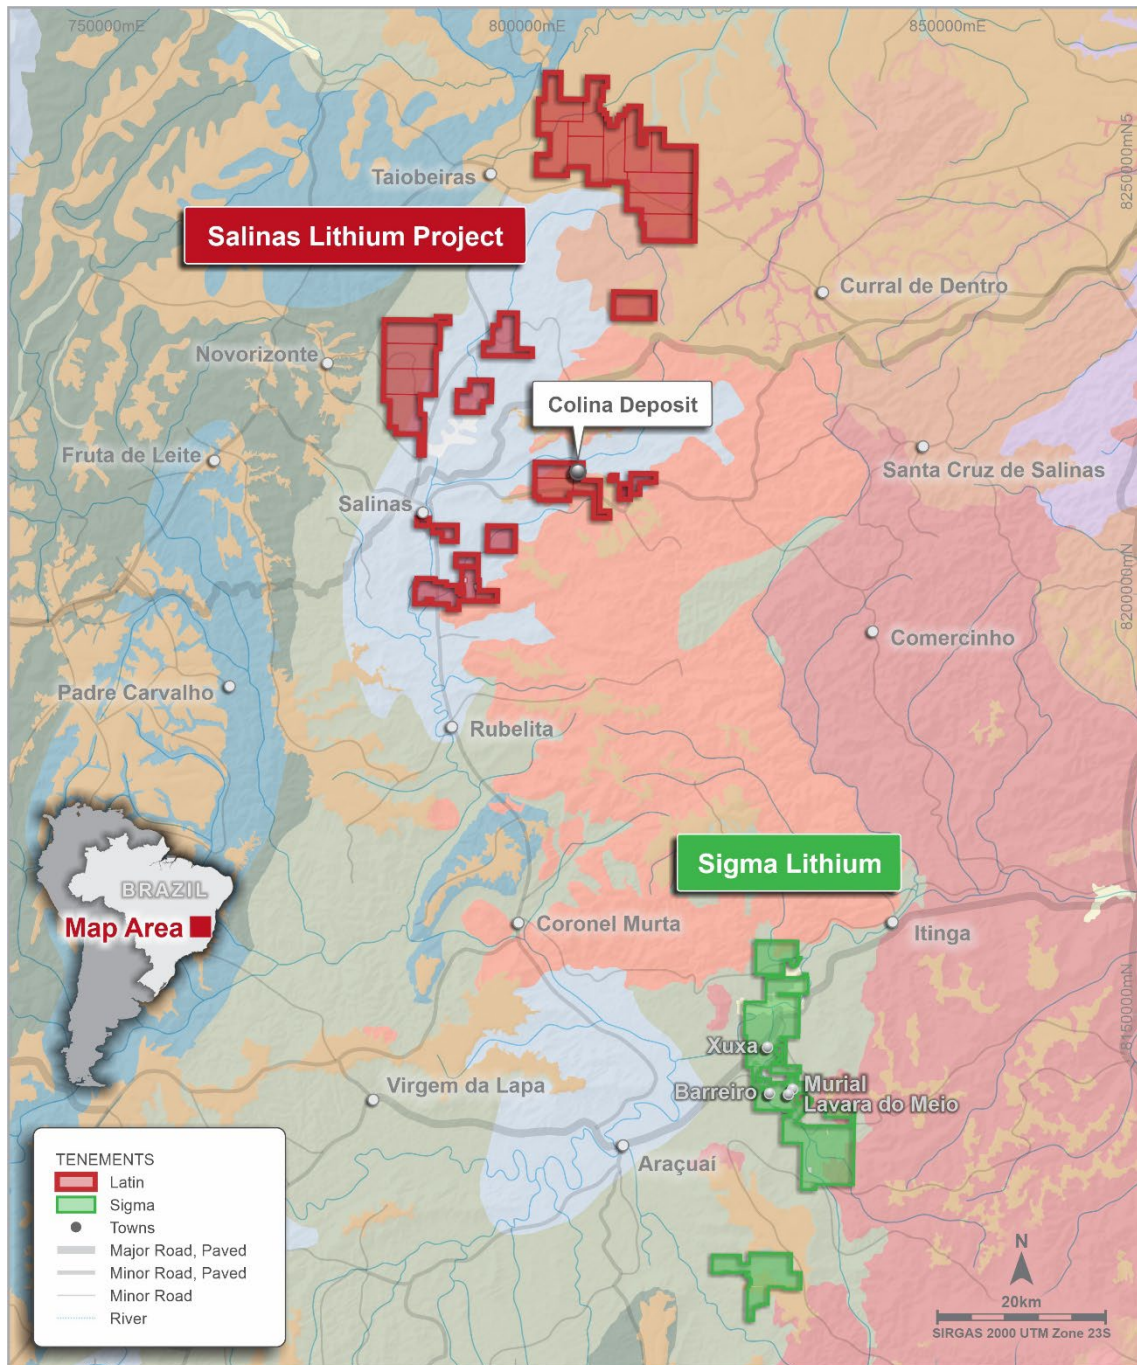 750000mE
800000mE
850000mE
8250000mN5
Taiobeiras
Salinas Lithium Project
Curral de Dentro
Novorizonte
Colina Deposit
Fruta de Leite
Santa Cruz de Salinas
Salinas
8200000mN
Comercinho
Padre Carvalho
Rubelita
BRAZIL
Map Area
Sigma Lithium
Coronel Murta
Itinga
8150000mN
Xuxa
Virgem da Lapa
Barreiro
Murial
Lavara do Meio
Araçuaí
TENEMENTS
Latin
Sigma
Towns
Major Road, Paved
Minor Road, Paved
Minor Road
River
N
20km
SIRGAS 2000 UTM Zone 23S